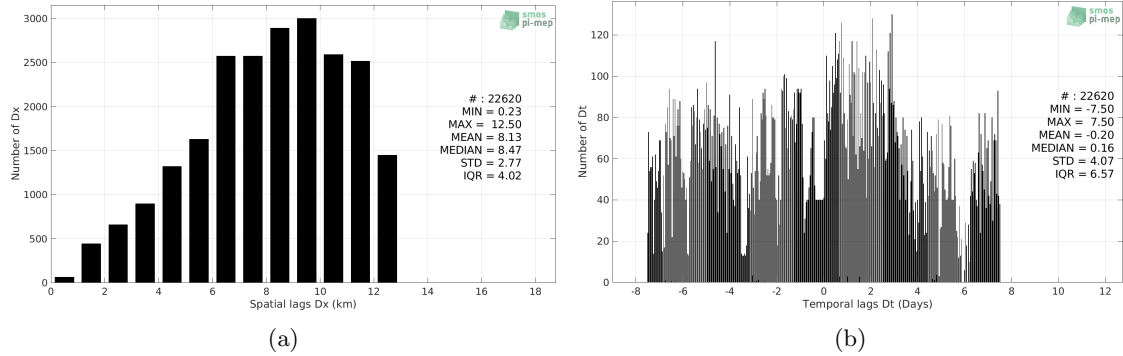 3000
2500
2000
1500
1000
500
0
Number of Dx
0 2 4 6 8 10 12 14 16 18
Spatial lags Dx (km)
smos
pi-mep
# : 22620
MIN = 0.23
MAX = 12.50
MEAN = 8.13
MEDIAN = 8.47
STD = 2.77
IQR = 4.02
(a)
120
100
80
60
40
20
0
Number of Dt
-8 -6 -4 -2 0 2 4 6 8 10 12
Temporal lags Dt (Days)
smos
pi-mep
# : 22620
MIN = -7.50
MAX = 7.50
MEAN = -0.20
MEDIAN = 0.16
STD = 4.07
IQR = 6.57
(b)